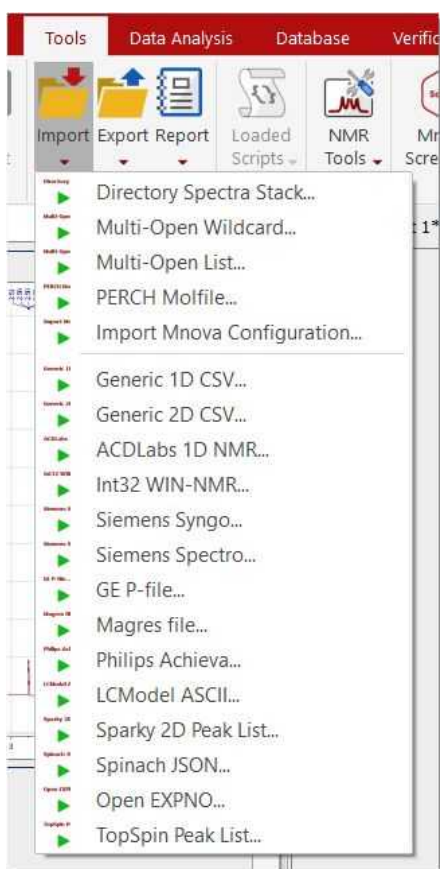 Tools Data Analysis Database Verific
Import Export Report Loaded Scripts NMR Tools
Directory Spectra Stack...
Multi-Open Wildcard...
Multi-Open List...
PERCH Molfile...
Import Mnova Configuration...
Generic 1D CSV...
Generic 2D CSV...
ACDLabs 1D NMR...
Int32 WIN-NMR...
Siemens Syngo...
Siemens Spectro...
GE P-file...
Magres file...
Philips Achieva...
LCModel ASCII...
Sparky 2D Peak List...
Spinach JSON...
Open EXPNO...
TopSpin Peak List...